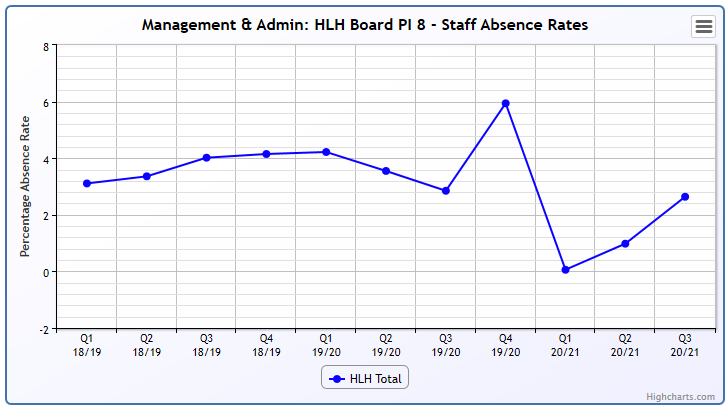 Management & Admin: HLH Board PI 8 - Staff Absence Rates
Percentage Absence Rate
8
6
4
2
0
-2
Q1 Q2 Q3 Q4 Q1 Q2 Q3 Q4 Q1 Q2 Q3
18/19 18/19 18/19 18/19 19/20 19/20 19/20 19/20 20/21 20/21 20/21
HLH Total
Highcharts.com